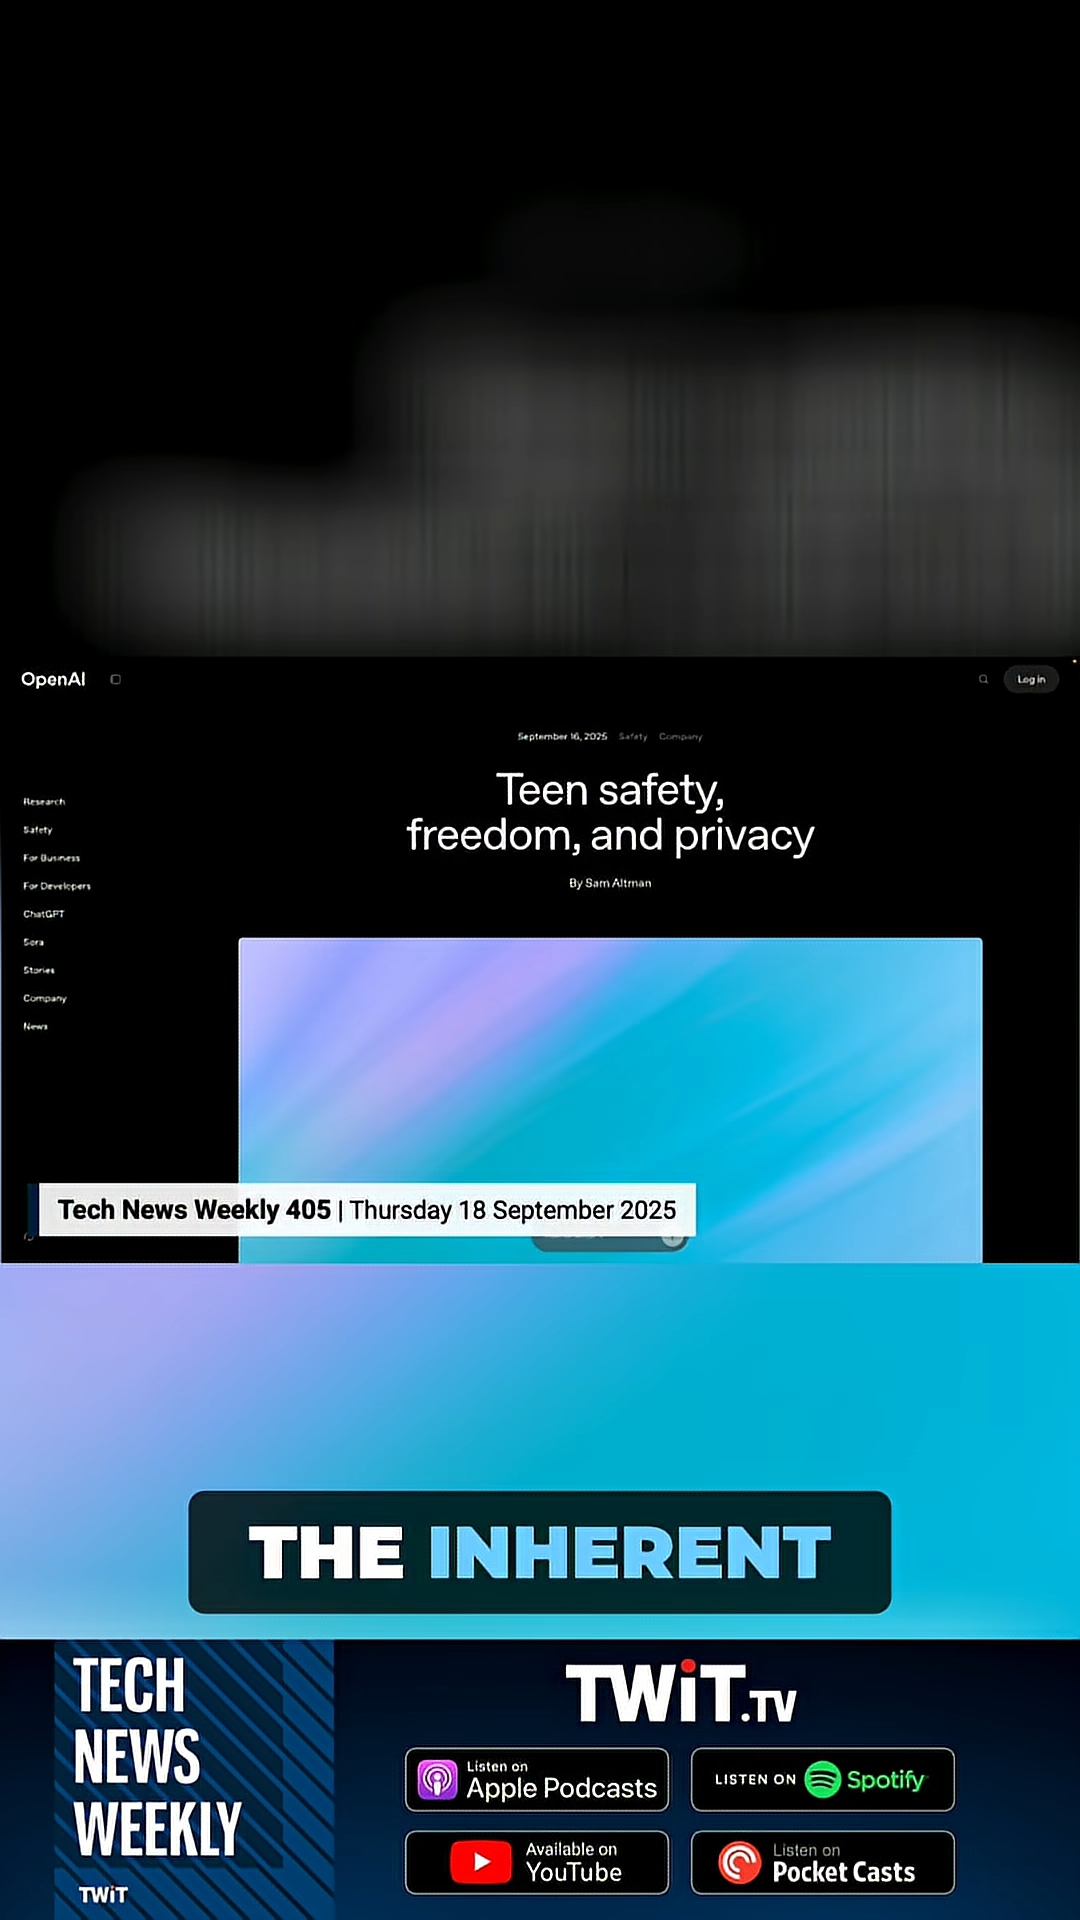 OpenAI
Log in
September 16, 2025 Safety Company
Teen safety,
freedom, and privacy
By Sam Altman
Research
Safety
For Business
For Developers
ChatGPT
Sora
Stories
Company
News
Tech News Weekly 405 | Thursday 18 September 2025
THE INHERENT
TECH
NEWS
WEEKLY
TWiT
TWiT.TV
Listen on
Apple Podcasts
LISTEN ON Spotify
Available on
YouTube
Listen on
Pocket Casts